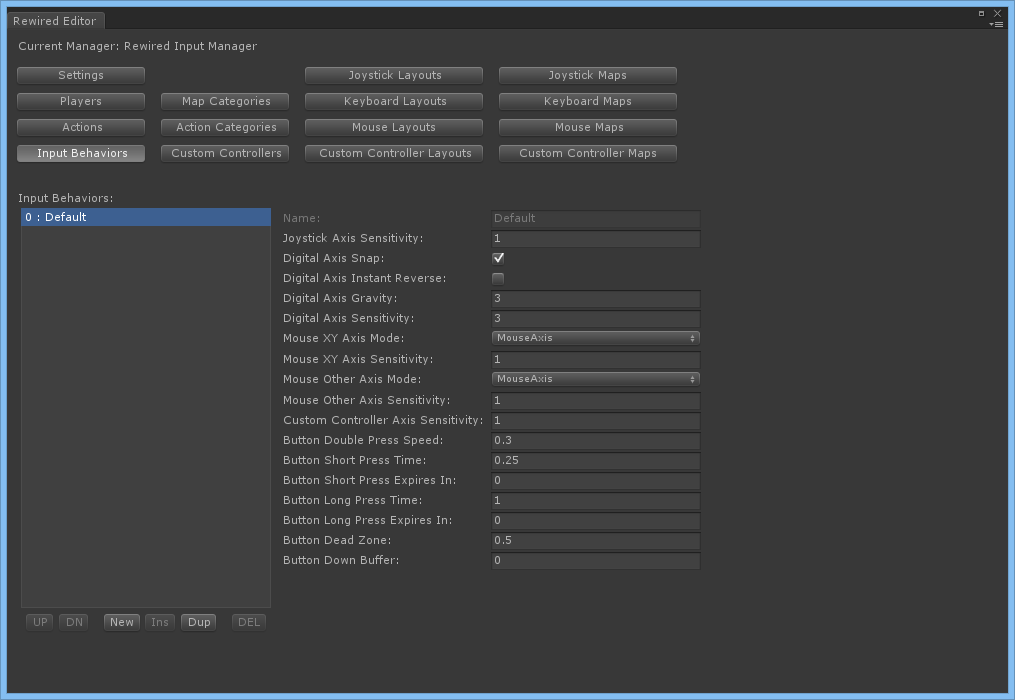 Rewired Editor
Current Manager: Rewired Input Manager
Settings Joystick Layouts Joystick Maps
Players Map Categories Keyboard Layouts Keyboard Maps
Actions Action Categories Mouse Layouts Mouse Maps
Input Behaviors Custom Controllers Custom Controller Layouts Custom Controller Maps
Input Behaviors:
0 : Default
Name: Default
Joystick Axis Sensitivity: 1
Digital Axis Snap:
Digital Axis Instant Reverse:
Digital Axis Gravity: 3
Digital Axis Sensitivity: 3
Mouse XY Axis Mode: MouseAxis
Mouse XY Axis Sensitivity: 1
Mouse Other Axis Mode: MouseAxis
Mouse Other Axis Sensitivity: 1
Custom Controller Axis Sensitivity: 1
Button Double Press Speed: 0.3
Button Short Press Time: 0.25
Button Short Press Expires In: 0
Button Long Press Time: 1
Button Long Press Expires In: 0
Button Dead Zone: 0.5
Button Down Buffer: 0
UP DN New Ins Dup DEL